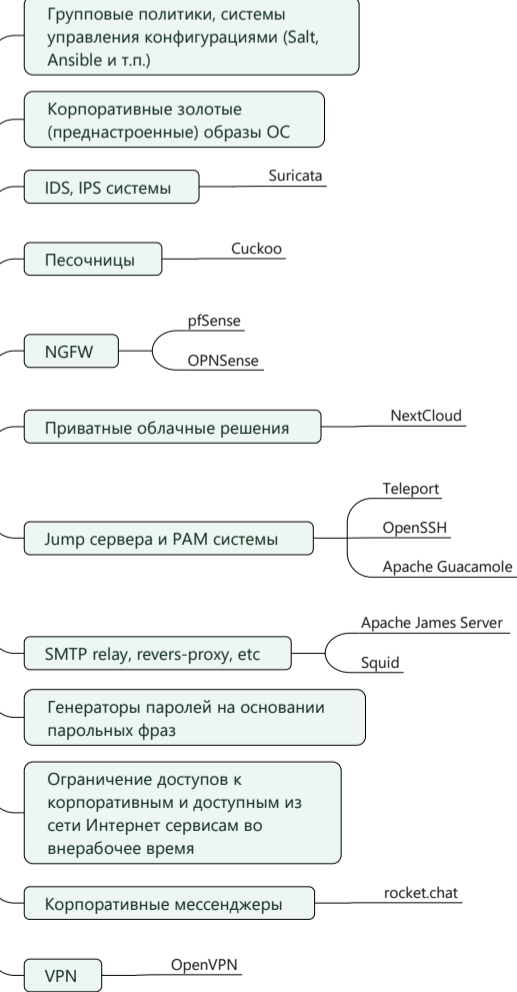 Групповые политики, системы
управления конфигурациями (Salt,
Ansible и т.п.)
Корпоративные золотые
(преднастроенные) образы ОС
IDS, IPS системы
Suricata
Песочницы
Cuckoo
NGFW
pfSense
OPNSense
Приватные облачные решения
NextCloud
Jump сервера и PAM системы
Teleport
OpenSSH
Apache Guacamole
SMTP relay, revers-proxy, etc
Apache James Server
Squid
Генераторы паролей на основании
парольных фраз
Ограничение доступов к
корпоративным и доступным из
сети Интернет сервисам во
внерабочее время
Корпоративные мессенджеры
rocket.chat
VPN
OpenVPN